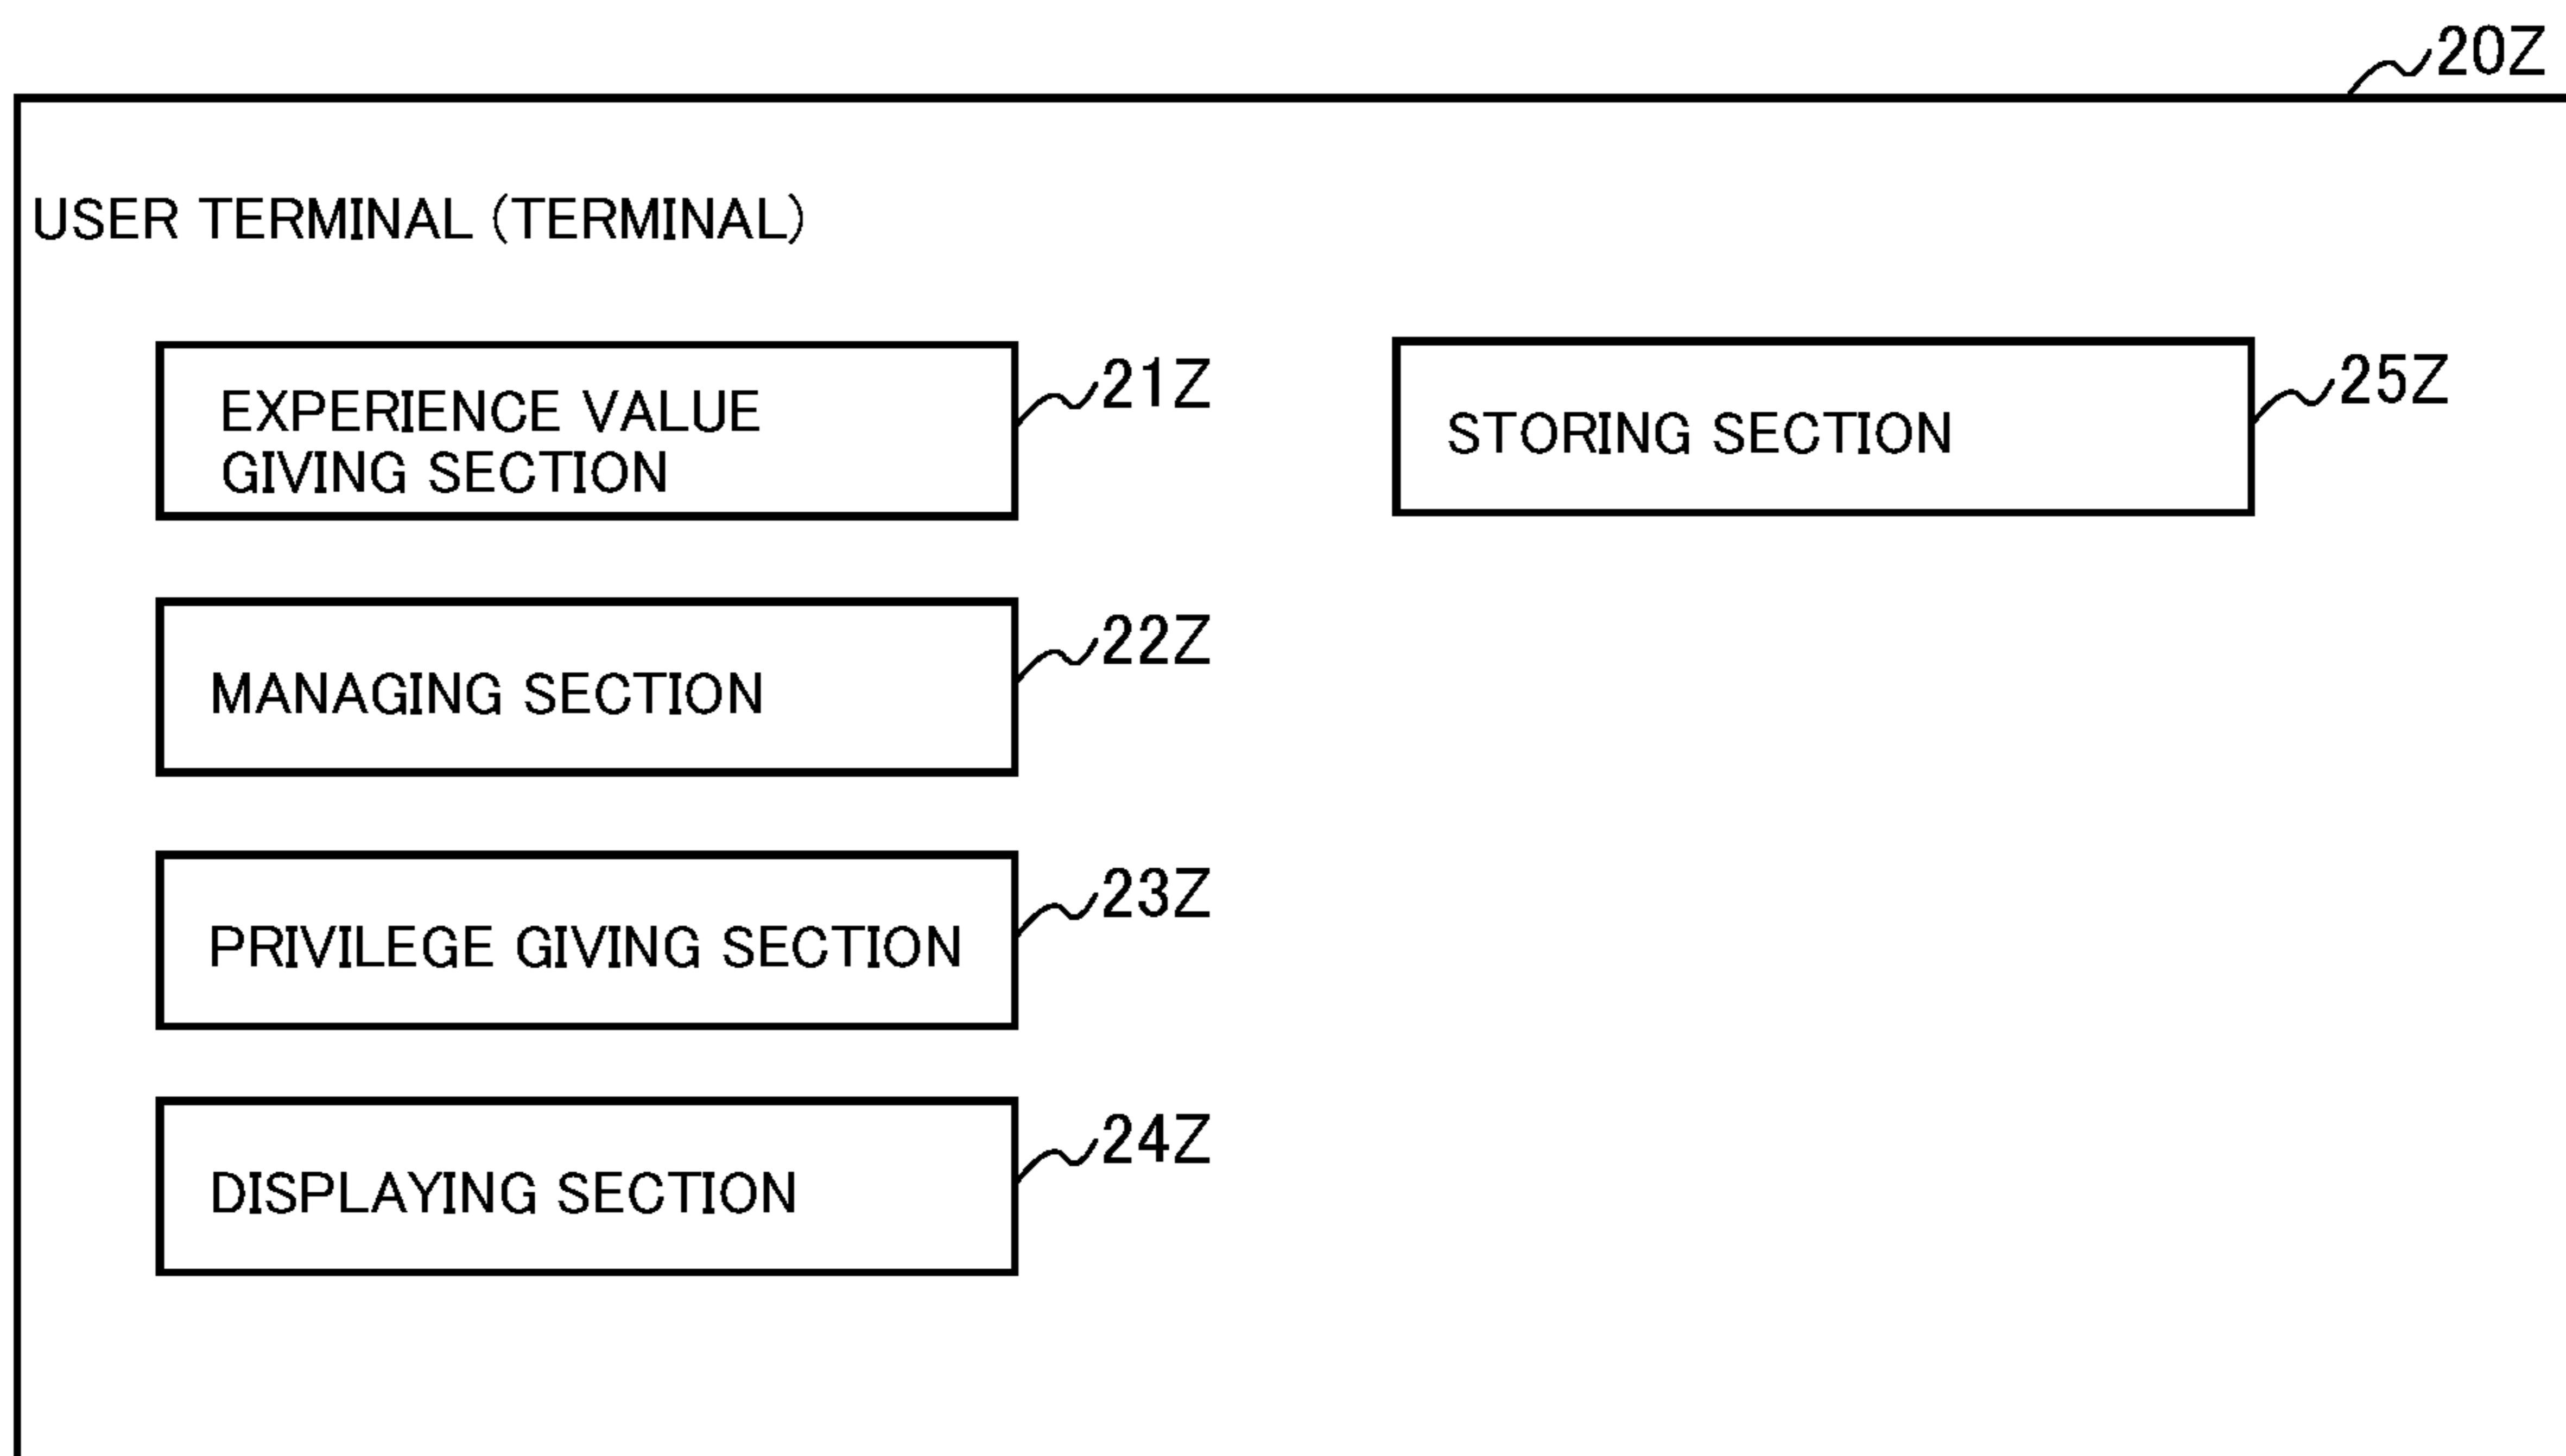 20Z
USER TERMINAL (TERMINAL)
EXPERIENCE VALUE
GIVING SECTION
21Z
STORING SECTION
25Z
MANAGING SECTION
22Z
PRIVILEGE GIVING SECTION
23Z
DISPLAYING SECTION
24Z